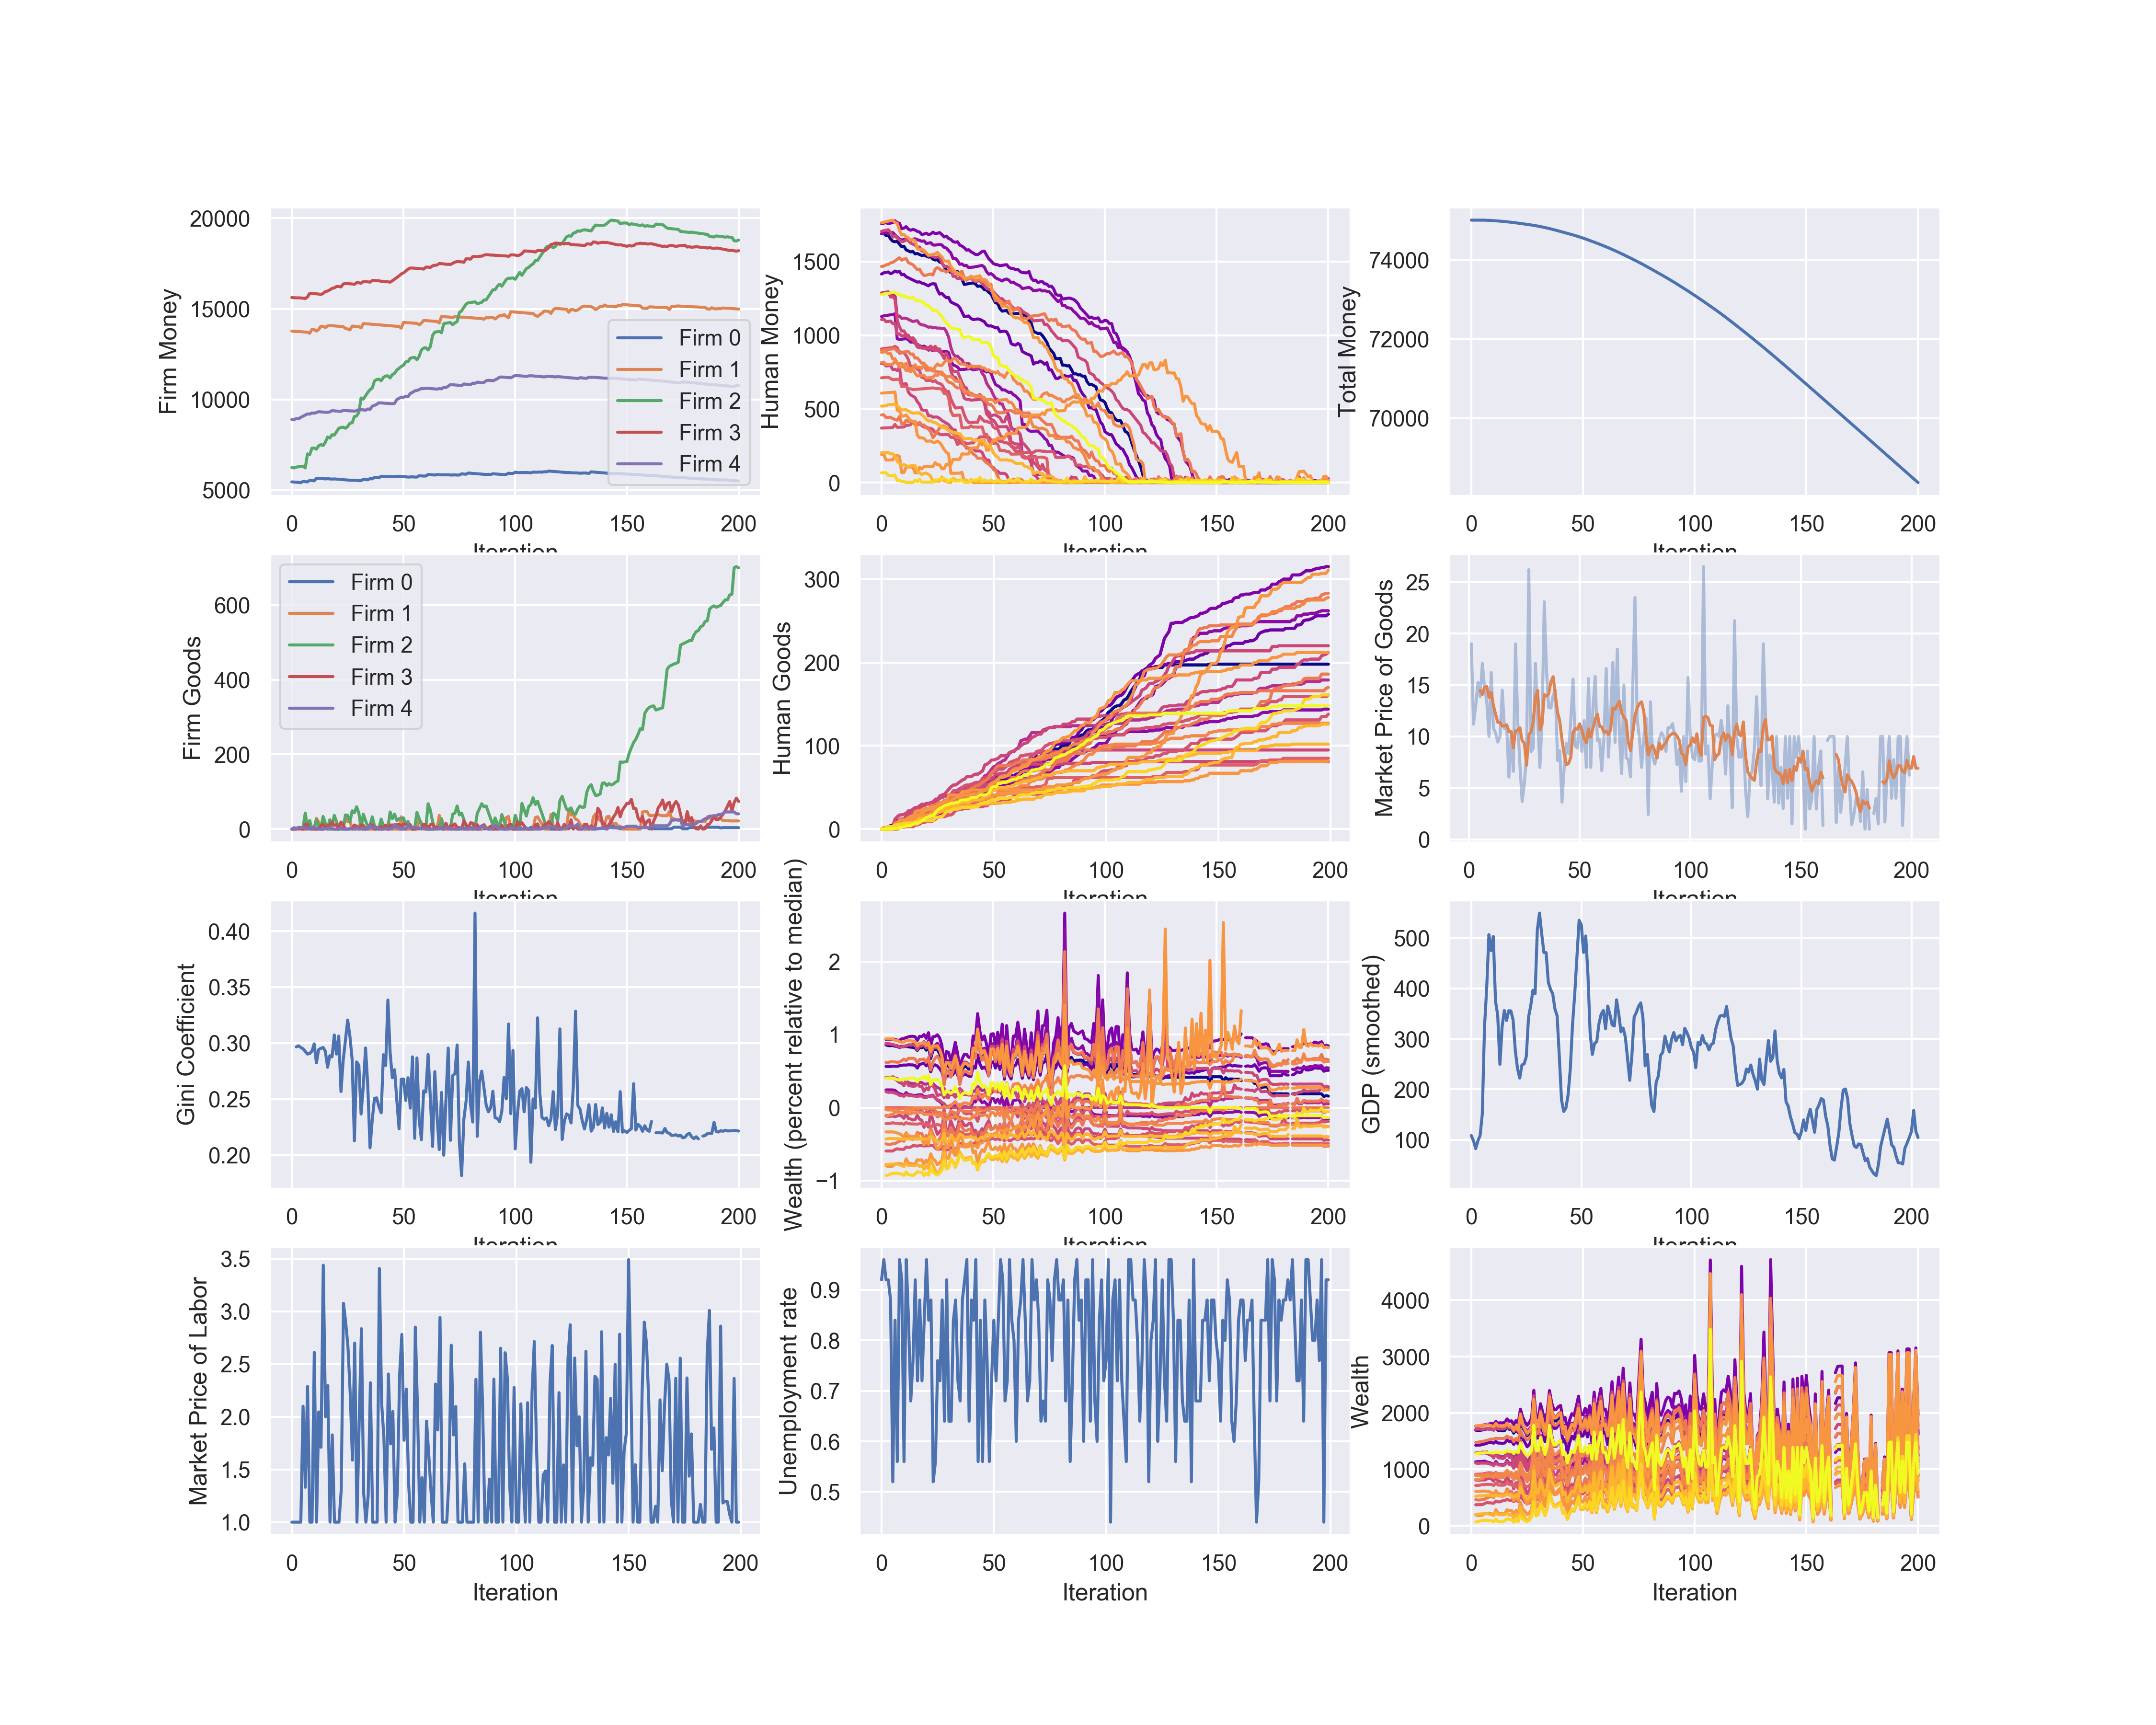 Firm Money
20000
15000
10000
5000
0 50 100 150 200
Iteration
Firm 0
Firm 1
Firm 2
Firm 3
Firm 4
Human Money
1500
1000
500
0
0 50 100 150 200
Iteration
Total Money
74000
72000
70000
0 50 100 150 200
Iteration
Firm Goods
600
400
200
0
0 50 100 150 200
Iteration
Firm 0
Firm 1
Firm 2
Firm 3
Firm 4
Human Goods
300
200
100
0
0 50 100 150 200
Iteration
Market Price of Goods
25
20
15
10
5
0
0 50 100 150 200
Iteration
Gini Coefficient
0.40
0.35
0.30
0.25
0.20
0 50 100 150 200
Iteration
Wealth (percent relative to median)
2
1
0
−1
0 50 100 150 200
Iteration
GDP (smoothed)
500
400
300
200
100
0 50 100 150 200
Iteration
Market Price of Labor
3.5
3.0
2.5
2.0
1.5
1.0
0 50 100 150 200
Iteration
Unemployment rate
0.9
0.8
0.7
0.6
0.5
0 50 100 150 200
Iteration
Wealth
4000
3000
2000
1000
0
0 50 100 150 200
Iteration